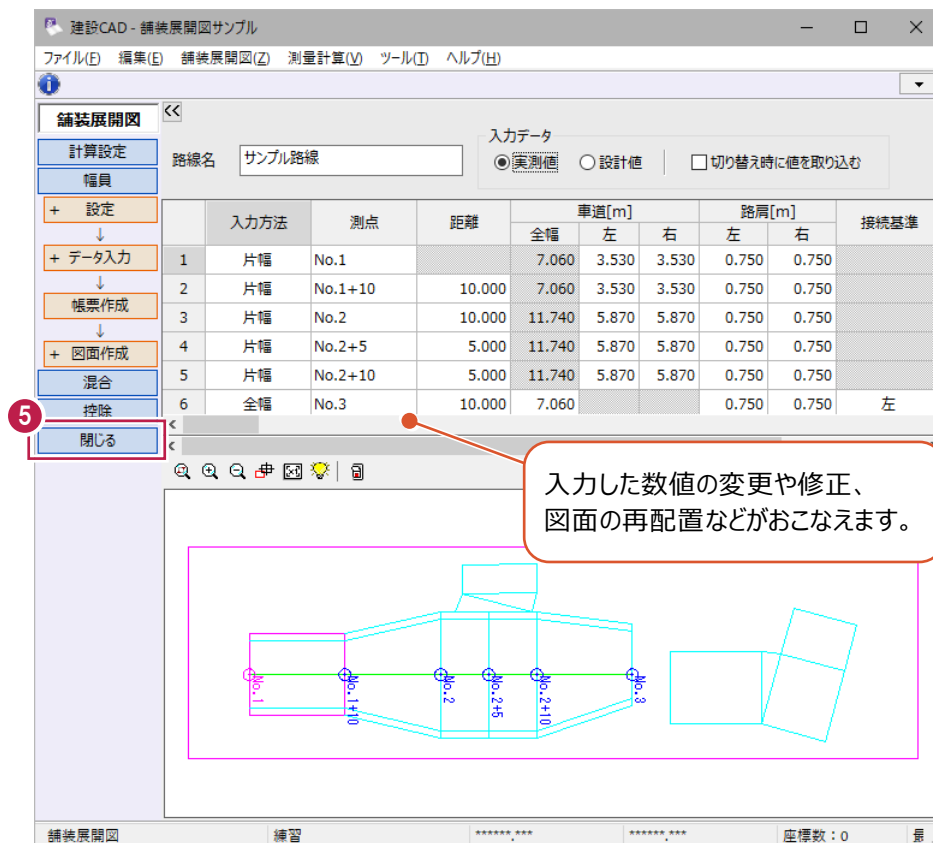 建設CAD - 舗装展開図サンプル
ファイル(F) 編集(E) 舗装展開図(Z) 測量計算(V) ツール(T) ヘルプ(H)
舗装展開図
<<
計算設定
幅員
+ 設定
↓
+ データ入力
↓
帳票作成
↓
+ 図面作成
混合
控除
5
閉じる
路線名 サンプル路線
入力データ
実測値 設計値 切り替え時に値を取り込む
入力方法 測点 距離 車道[m] 路肩[m] 接続基準
全幅 左 右 左 右
1 片幅 No.1 7.060 3.530 3.530 0.750 0.750
2 片幅 No.1+10 10.000 7.060 3.530 3.530 0.750 0.750
3 片幅 No.2 10.000 11.740 5.870 5.870 0.750 0.750
4 片幅 No.2+5 5.000 11.740 5.870 5.870 0.750 0.750
5 片幅 No.2+10 5.000 11.740 5.870 5.870 0.750 0.750
6 全幅 No.3 10.000 7.060 0.750 0.750 左
入力した数値の変更や修正、
図面の再配置などがおこなえます。
No.1
No.1+10
No.2
No.2+5
No.2+10
No.3
舗装展開図 練習 ******.*** ******.*** 座標数：0